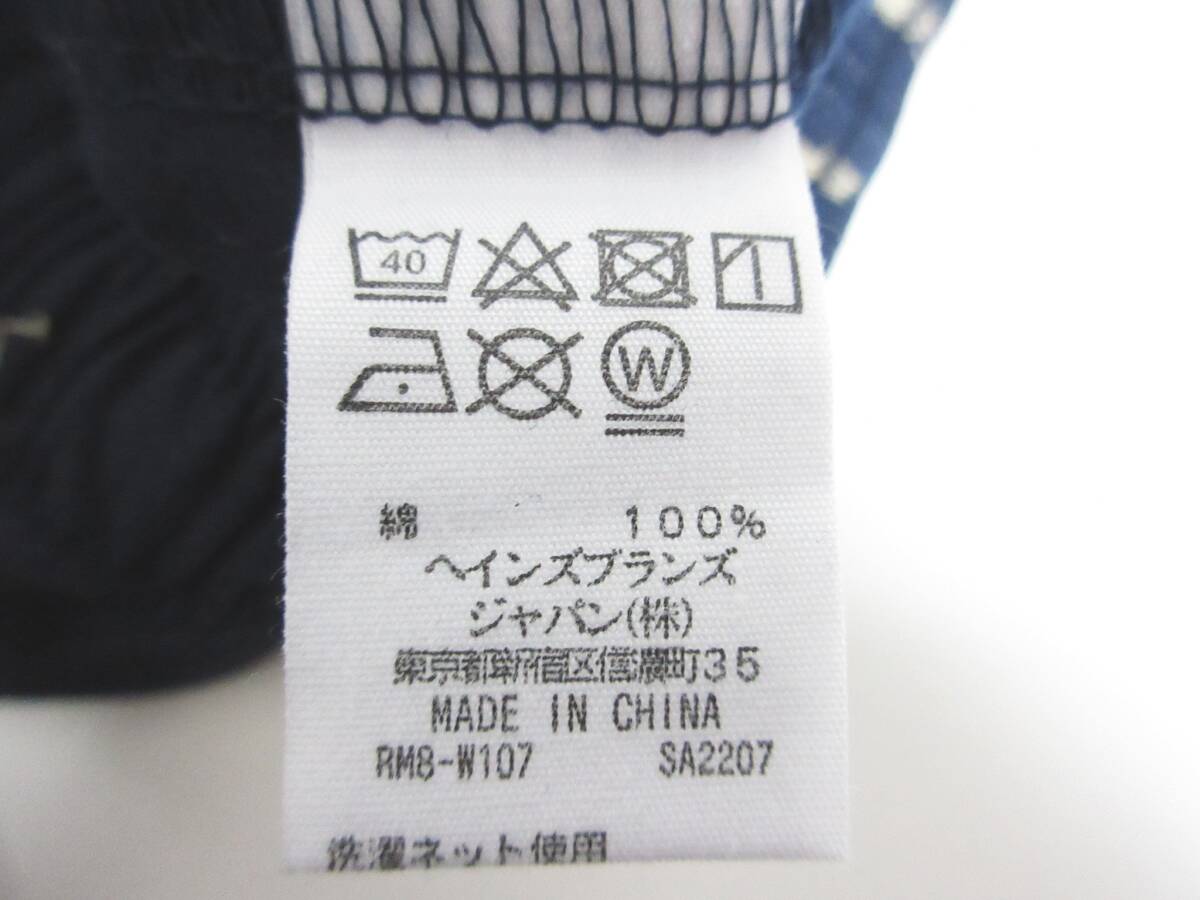 40
W
綿 100%
ヘインズブランズ
ジャパン(株)
東京都新宿区信濃町35
MADE IN CHINA
RM8-W107 SA2207
洗濯ネット使用